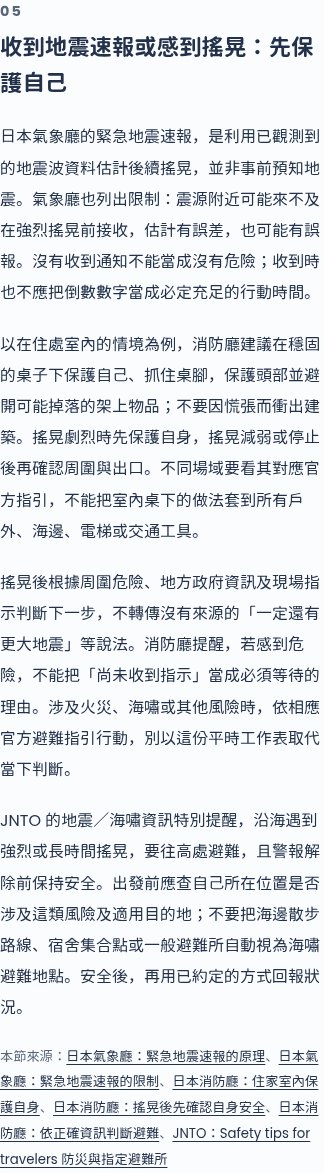 05
收到地震速報或感到搖晃：先保
護自己
日本氣象廳的緊急地震速報，是利用已觀測到
的地震波資料估計後續搖晃，並非事前預知地
震。氣象廳也列出限制：震源附近可能來不及
在強烈搖晃前接收，估計有誤差，也可能有誤
報。沒有收到通知不能當成沒有危險；收到時
也不應把倒數數字當成必定充足的行動時間。
以在住處室內的情境為例，消防廳建議在穩固
的桌子下保護自己、抓住桌腳，保護頭部並避
開可能掉落的架上物品；不要因慌張而衝出建
築。搖晃劇烈時先保護自身，搖晃減弱或停止
後再確認周圍與出口。不同場域要看其對應官
方指引，不能把室內桌下的做法套到所有戶
外、海邊、電梯或交通工具。
搖晃後根據周圍危險、地方政府資訊及現場指
示判斷下一步，不轉傳沒有來源的「一定還有
更大地震」等說法。消防廳提醒，若感到危
險，不能把「尚未收到指示」當成必須等待的
理由。涉及火災、海嘯或其他風險時，依相應
官方避難指引行動，別以這份平時工作表取代
當下判斷。
JNTO 的地震／海嘯資訊特別提醒，沿海遇到
強烈或長時間搖晃，要往高處避難，且警報解
除前保持安全。出發前應查自己所在位置是否
涉及這類風險及適用目的地；不要把海邊散步
路線、宿舍集合點或一般避難所自動視為海嘯
避難地點。安全後，再用已約定的方式回報狀
況。
本節來源：日本氣象廳：緊急地震速報的原理、日本氣
象廳：緊急地震速報的限制、日本消防廳：住家室內保
護自身、日本消防廳：搖晃後先確認自身安全、日本消
防廳：依正確資訊判斷避難、JNTO：Safety tips for
travelers 防災與指定避難所